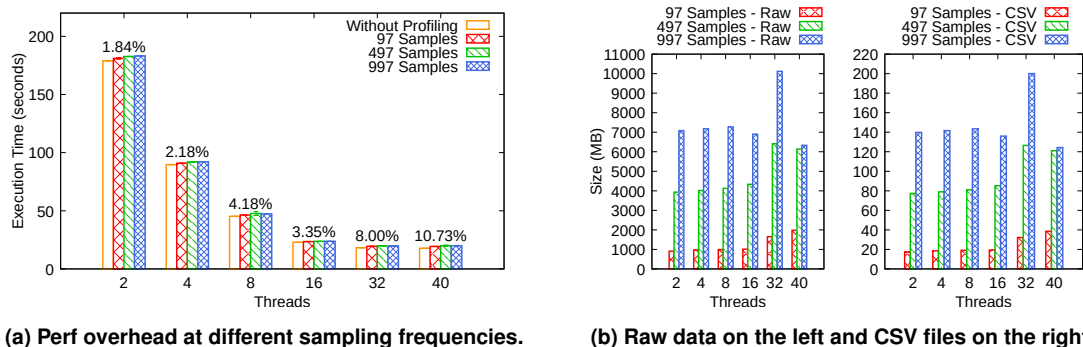 Without Profiling
97 Samples
497 Samples
997 Samples
200
150
100
50
0
Execution Time (seconds)
1.84%
2.18%
4.18%
3.35%
8.00%
10.73%
2 4 8 16 32 40
Threads
(a) Perf overhead at different sampling frequencies.
97 Samples - Raw
497 Samples - Raw
997 Samples - Raw
11000
10000
9000
8000
7000
6000
5000
4000
3000
2000
1000
0
Size (MB)
2 4 8 16 32 40
Threads
97 Samples - CSV
497 Samples - CSV
997 Samples - CSV
220
200
180
160
140
120
100
80
60
40
20
0
2 4 8 16 32 40
Threads
(b) Raw data on the left and CSV files on the right